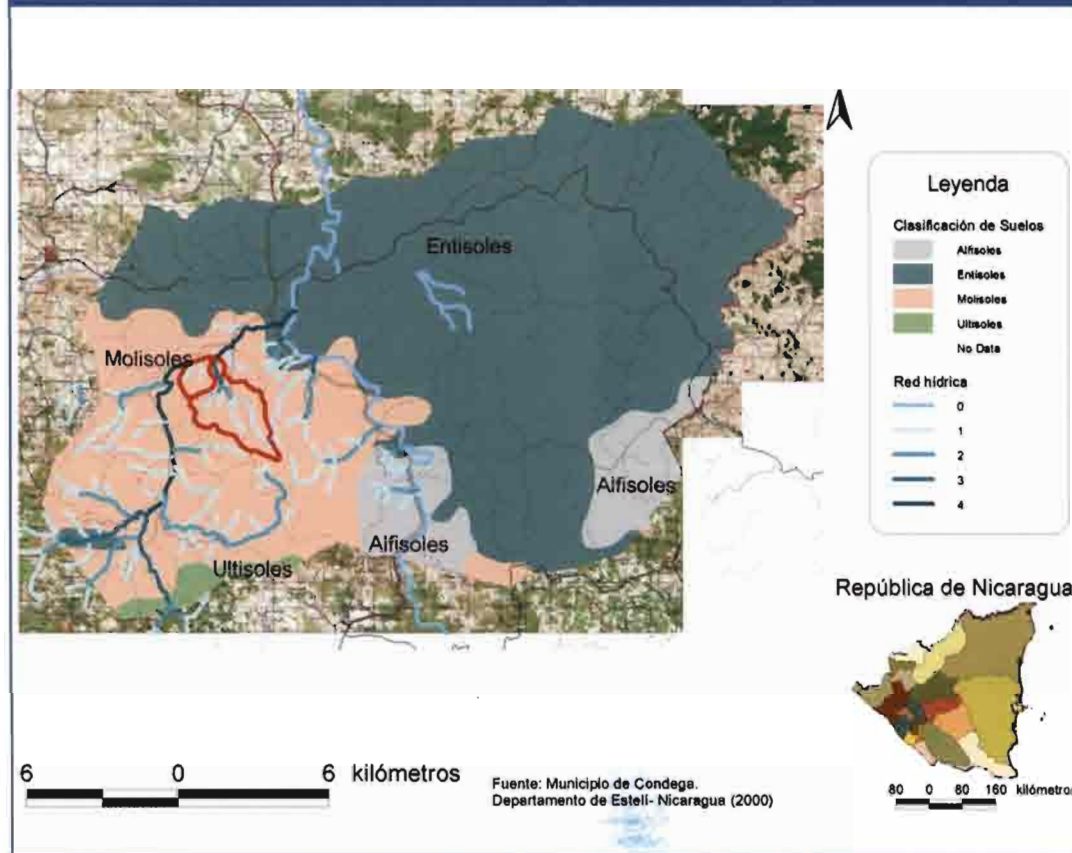 Entisoles
Molisoles
Alfisoles
Alfisoles
Ultisoles
Leyenda
Clasificación de Suelos
Alfisoles
Entisoles
Molisoles
Ultisoles
No Data
Red hídrica
0
1
2
3
4
República de Nicaragua
80 0 80 160 kilómetros
6 0 6 kilómetros
Fuente: Municipio de Condega.
Departamento de Estelí- Nicaragua (2000)